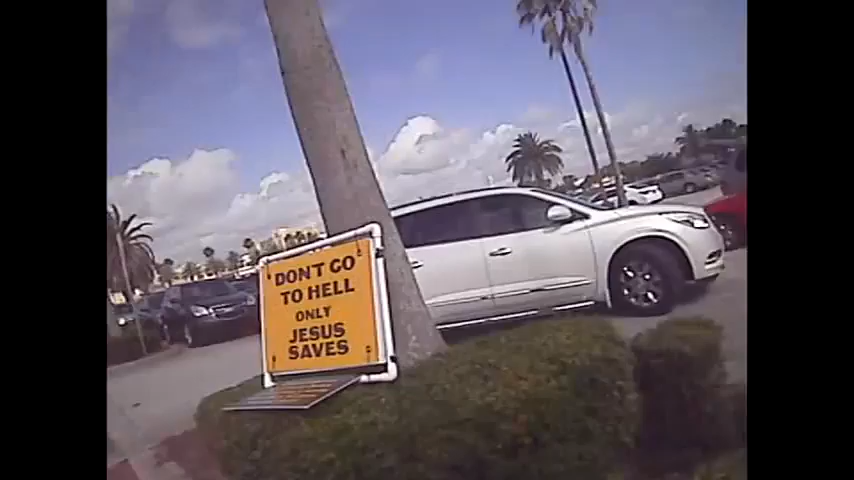 DON'T GO
TO HELL
ONLY
JESUS
SAVES